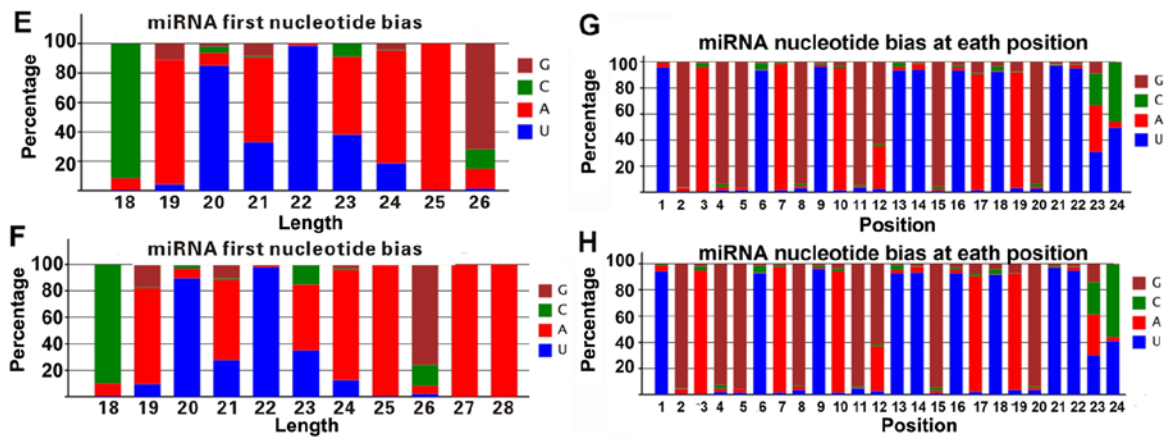 E
miRNA first nucleotide bias
Percentage
100
80
60
40
20
18 19 20 21 22 23 24 25 26
Length
G
C
A
U
F
miRNA first nucleotide bias
Percentage
100
80
60
40
20
18 19 20 21 22 23 24 25 26 27 28
Length
G
C
A
U
G
miRNA nucleotide bias at eath position
Percentage
100
80
60
40
20
1 2 3 4 5 6 7 8 9 10 11 12 13 14 15 16 17 18 19 20 21 22 23 24
Position
G
C
A
U
H
miRNA nucleotide bias at eath position
Percentage
100
80
60
40
20
1 2 3 4 5 6 7 8 9 10 11 12 13 14 15 16 17 18 19 20 21 22 23 24
Position
G
C
A
U